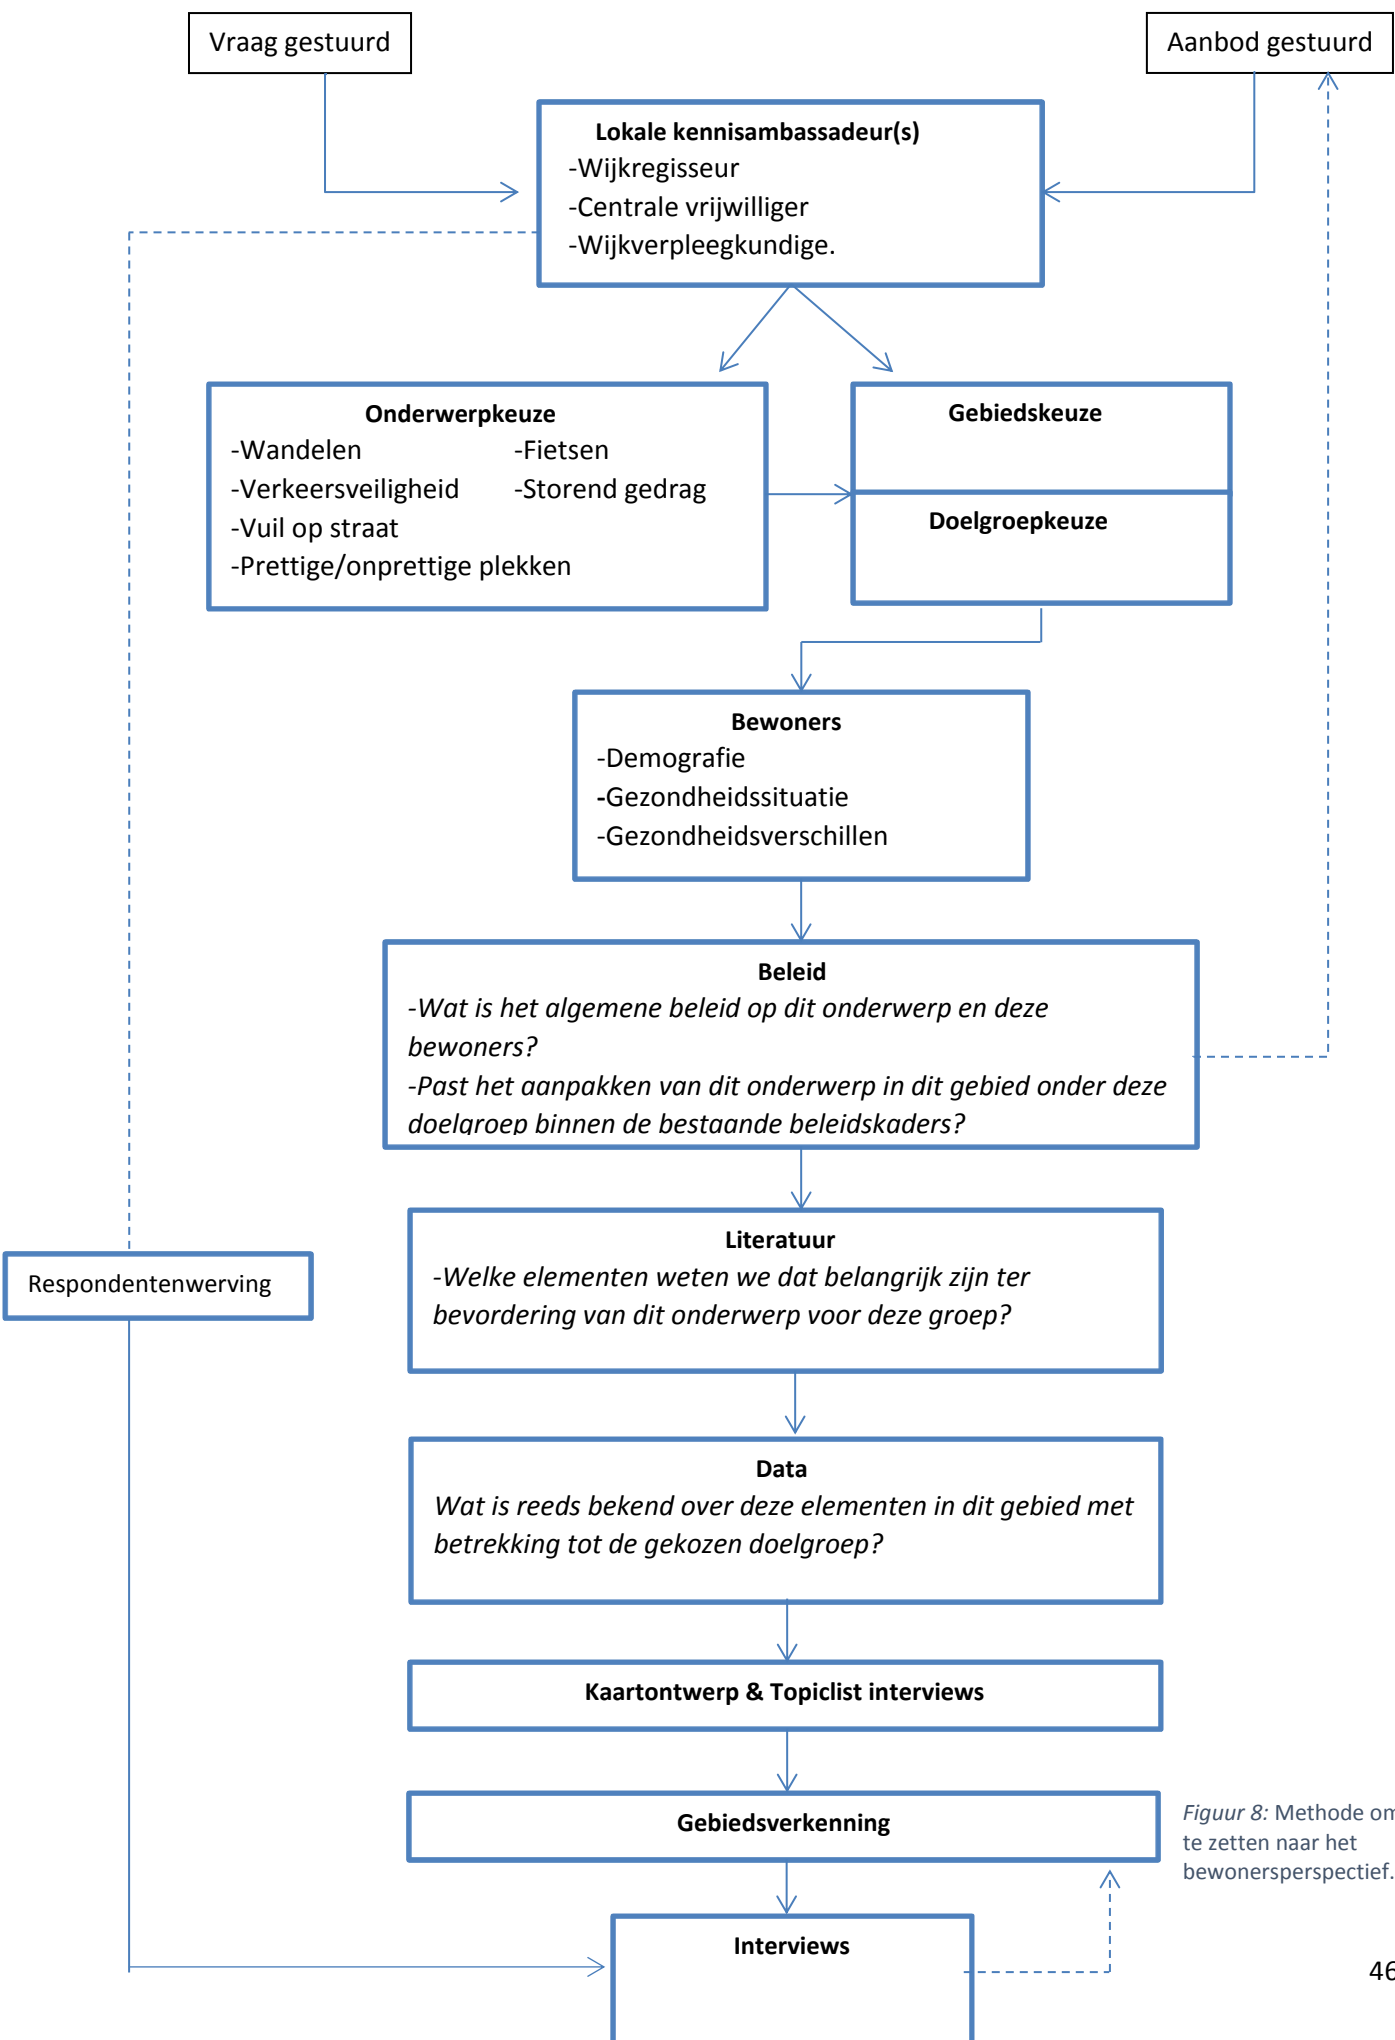 Vraag gestuurd
Aanbod gestuurd
Lokale kennisambassadeur(s)
-Wijkregisseur
-Centrale vrijwilliger
-Wijkverpleegkundige.
Onderwerpkeuze
-Wandelen -Fietsen
-Verkeersveiligheid -Storend gedrag
-Vuil op straat
-Prettige/onprettige plekken
Gebiedskeuze
Doelgroepkeuze
Bewoners
-Demografie
-Gezondheidssituatie
-Gezondheidsverschillen
Beleid
-Wat is het algemene beleid op dit onderwerp en deze
bewoners?
-Past het aanpakken van dit onderwerp in dit gebied onder deze
doelgroep binnen de bestaande beleidskaders?
Literatuur
-Welke elementen weten we dat belangrijk zijn ter
bevordering van dit onderwerp voor deze groep?
Respondentenwerving
Data
Wat is reeds bekend over deze elementen in dit gebied met
betrekking tot de gekozen doelgroep?
Kaartontwerp & Topiclist interviews
Gebiedsverkenning
Figuur 8: Methode om
te zetten naar het
bewonersperspectief.
Interviews
46